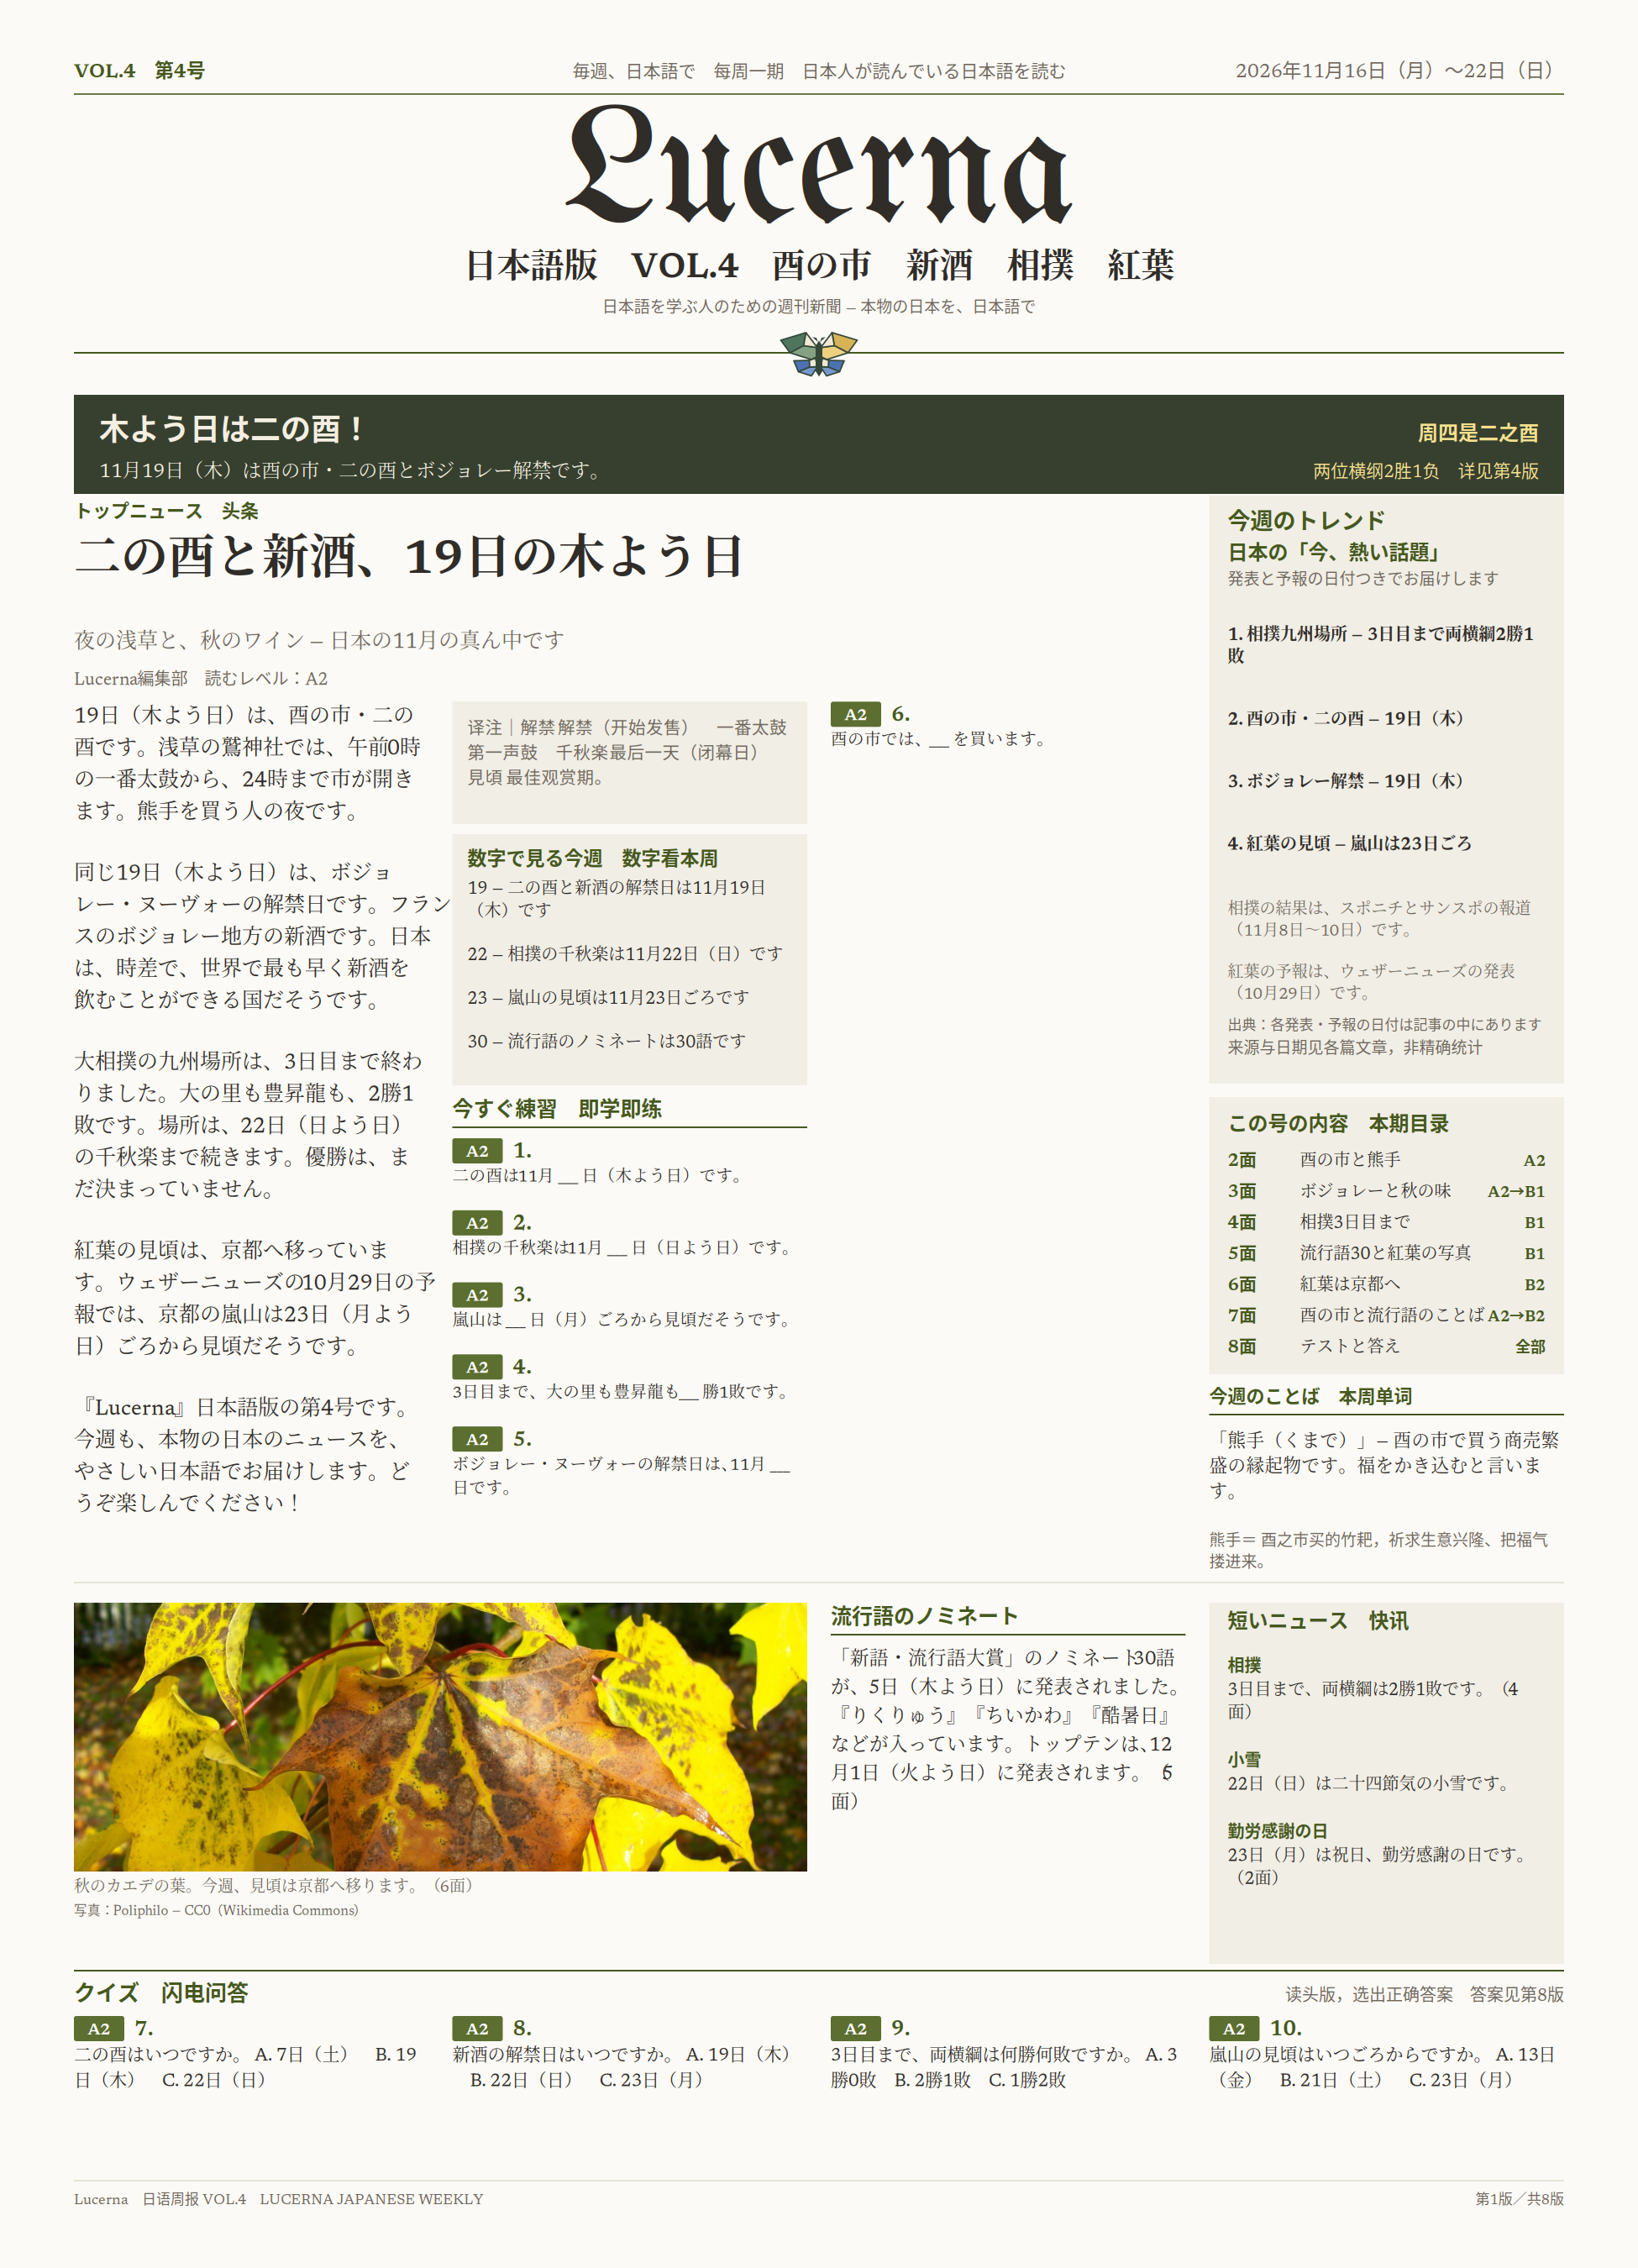 VOL.4　第4号
毎週、日本語で　每周一期　日本人が読んでいる日本語を読む
2026年11月16日（月）～22日（日）
Lucerna
日本語版　VOL.4　酉の市　新酒　相撲　紅葉
日本語を学ぶ人のための週刊新聞 – 本物の日本を、日本語で
木よう日は二の酉！
周四是二之酉
11月19日（木）は酉の市・二の酉とボジョレー解禁です。
两位横纲2胜1负　详见第4版
トップニュース　头条
二の酉と新酒、19日の木よう日
夜の浅草と、秋のワイン – 日本の11月の真ん中です
Lucerna編集部　読むレベル：A2
19日（木よう日）は、酉の市・二の
酉です。浅草の鷲神社では、午前0時
の一番太鼓から、24時まで市が開き
ます。熊手を買う人の夜です。
同じ19日（木よう日）は、ボジョ
レー・ヌーヴォーの解禁日です。フラン
スのボジョレー地方の新酒です。日本
は、時差で、世界で最も早く新酒を
飲むことができる国だそうです。
大相撲の九州場所は、3日目まで終わ
りました。大の里も豊昇龍も、2勝1
敗です。場所は、22日（日よう日）
の千秋楽まで続きます。優勝は、ま
だ決まっていません。
紅葉の見頃は、京都へ移っていま
す。ウェザーニューズの10月29日の予
報では、京都の嵐山は23日（月よう
日）ごろから見頃だそうです。
『Lucerna』日本語版の第4号です。
今週も、本物の日本のニュースを、
やさしい日本語でお届けします。ど
うぞ楽しんでください！
译注｜解禁 解禁（开始发售）　一番太鼓
第一声鼓　千秋楽 最后一天（闭幕日）
見頃 最佳观赏期。
数字で見る今週　数字看本周
19 – 二の酉と新酒の解禁日は11月19日
（木）です
22 – 相撲の千秋楽は11月22日（日）です
23 – 嵐山の見頃は11月23日ごろです
30 – 流行語のノミネートは30語です
今すぐ練習　即学即练
A2 1.
二の酉は11月 __ 日（木よう日）です。
A2 2.
相撲の千秋楽は11月 __ 日（日よう日）です。
A2 3.
嵐山は __ 日（月）ごろから見頃だそうです。
A2 4.
3日目まで、大の里も豊昇龍も __ 勝1敗です。
A2 5.
ボジョレー・ヌーヴォーの解禁日は、11月 __
日です。
A2 6.
酉の市では、__ を買います。
今週のトレンド
日本の「今、熱い話題」
発表と予報の日付つきでお届けします
1. 相撲九州場所 – 3日目まで両横綱2勝1
敗
2. 酉の市・二の酉 – 19日（木）
3. ボジョレー解禁 – 19日（木）
4. 紅葉の見頃 – 嵐山は23日ごろ
相撲の結果は、スポニチとサンスポの報道
（11月8日～10日）です。
紅葉の予報は、ウェザーニューズの発表
（10月29日）です。
出典：各発表・予報の日付は記事の中にあります
来源与日期见各篇文章，非精确统计
この号の内容　本期目录
2面　酉の市と熊手　A2
3面　ボジョレーと秋の味　A2→B1
4面　相撲3日目まで　B1
5面　流行語30と紅葉の写真　B1
6面　紅葉は京都へ　B2
7面　酉の市と流行語のことば　A2→B2
8面　テストと答え　全部
今週のことば　本周单词
「熊手（くまで）」– 酉の市で買う商売繁
盛の縁起物です。福をかき込むと言いま
す。
熊手＝ 酉之市买的竹耙，祈求生意兴隆、把福气
搂进来。
秋のカエデの葉。今週、見頃は京都へ移ります。（6面）
写真：Poliphilo – CC0（Wikimedia Commons）
流行語のノミネート
「新語・流行語大賞」のノミネート30語
が、5日（木よう日）に発表されました。
『りくりゅう』『ちいかわ』『酷暑日』
などが入っています。トップテンは、12
月1日（火よう日）に発表されます。（5
面）
短いニュース　快讯
相撲
3日目まで、両横綱は2勝1敗です。（4
面）
小雪
22日（日）は二十四節気の小雪です。
勤労感謝の日
23日（月）は祝日、勤労感謝の日です。
（2面）
クイズ　闪电问答
读头版，选出正确答案　答案见第8版
A2 7.
二の酉はいつですか。 A. 7日（土）　B. 19
日（木）　C. 22日（日）
A2 8.
新酒の解禁日はいつですか。 A. 19日（木）
B. 22日（日）　C. 23日（月）
A2 9.
3日目まで、両横綱は何勝何敗ですか。 A. 3
勝0敗　B. 2勝1敗　C. 1勝2敗
A2 10.
嵐山の見頃はいつごろからですか。 A. 13日
（金）　B. 21日（土）　C. 23日（月）
Lucerna　日语周报 VOL.4　LUCERNA JAPANESE WEEKLY
第1版／共8版